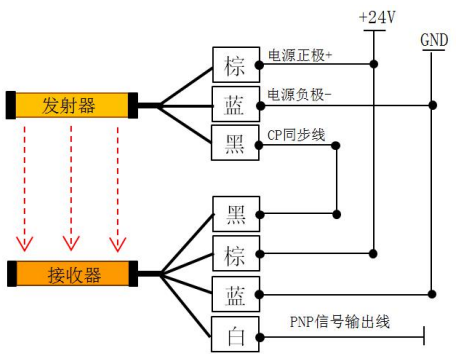 +24V
GND
棕
电源正极+
发射器
蓝
电源负极-
黑
CP同步线
黑
棕
接收器
蓝
白
PNP信号输出线